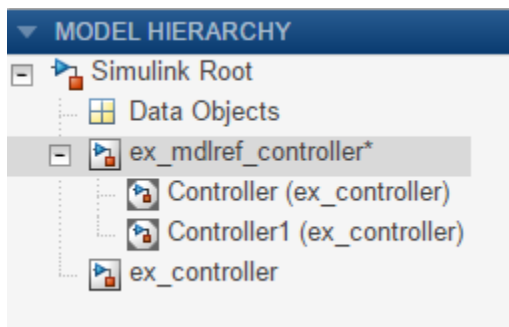 MODEL HIERARCHY
Simulink Root
Data Objects
ex_mdlref_controller*
Controller (ex_controller)
Controller1 (ex_controller)
ex_controller